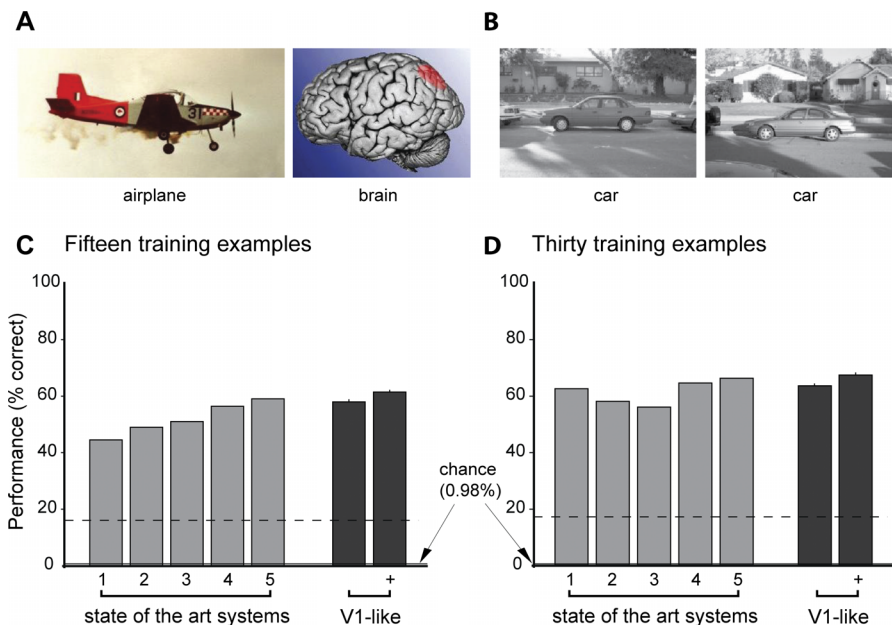 A
B
airplane
brain
car
car
31
C Fifteen training examples
Performance (% correct)
100
80
60
40
20
0
1 2 3 4 5
+
state of the art systems
V1-like
chance
(0.98%)
D Thirty training examples
100
80
60
40
20
0
1 2 3 4 5
+
state of the art systems
V1-like